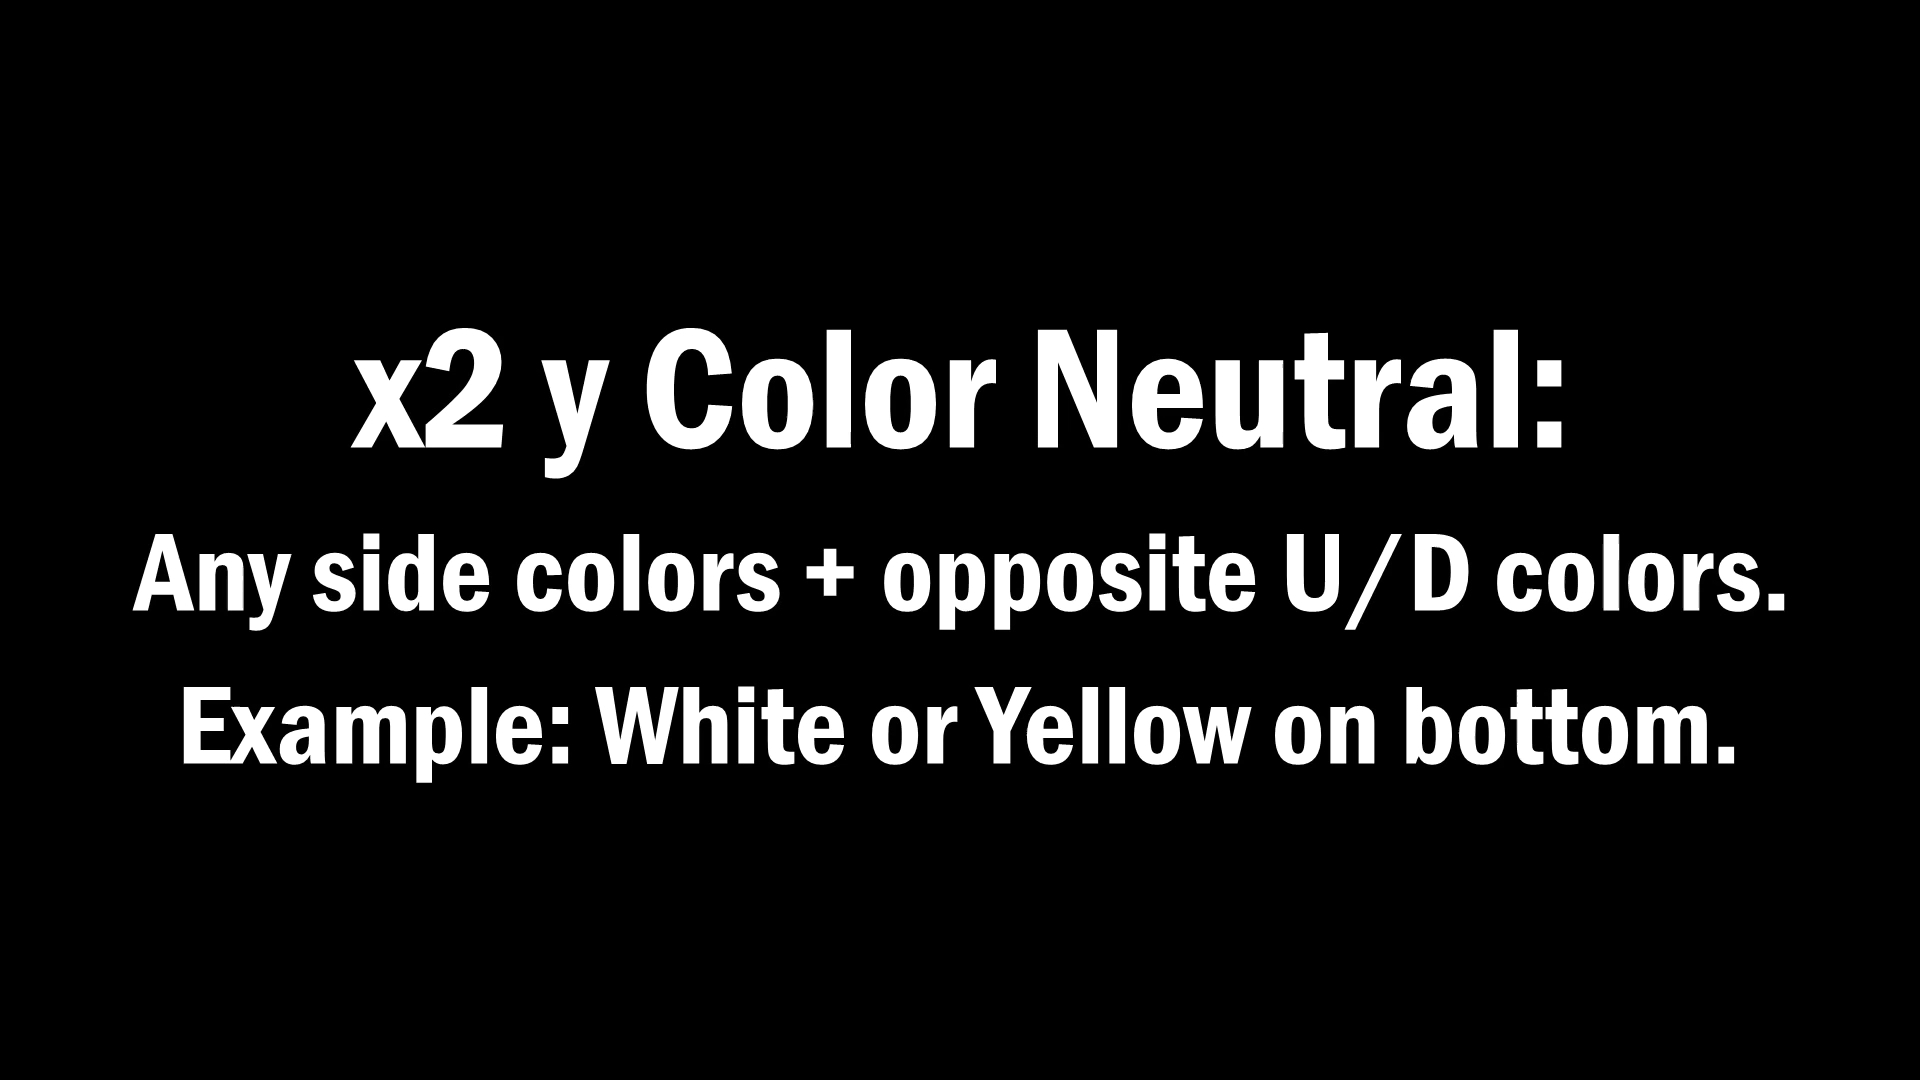 x2 y Color Neutral:
Any side colors + opposite U/D colors.
Example: White or Yellow on bottom.